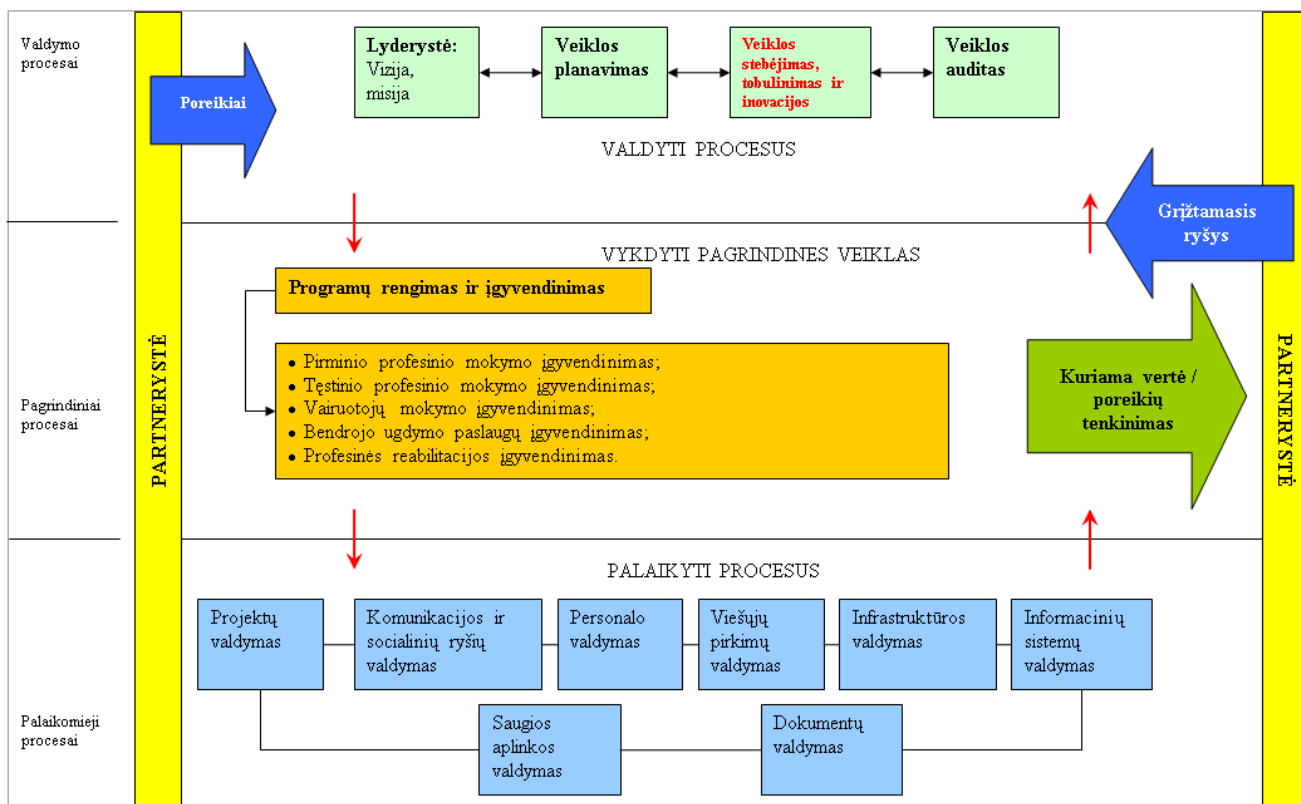 Valdymo
procesai
Poreikiai
Lyderystė:
Vizija,
misija
Veiklos
planavimas
Veiklos
stebėjimas,
tobulinimas ir
inovacijos
Veiklos
auditas
VALDYTI PROCESUS
Grįžtamasis
ryšys
VYKDYTI PAGRINDINES VEIKLAS
Programų rengimas ir įgyvendinimas
PARTNERYSTĖ
Pagrindiniai
procesai
• Pirminio profesinio mokymo įgyvendinimas;
• Tęstinio profesinio mokymo įgyvendinimas;
• Vairuotojų mokymo įgyvendinimas;
• Bendrojo ugdymo paslaugų įgyvendinimas;
• Profesinės reabilitacijos įgyvendinimas.
Kuriama vertė /
poreikių
tenkinimas
PARTNERYSTĖ
PALAIKYTI PROCESUS
Projektų
valdymas
Komunikacijos ir
socialinių ryšių
valdymas
Personalo
valdymas
Viešųjų
pirkimų
valdymas
Infrastruktūros
valdymas
Informacinių
sistemų
valdymas
Palaikomieji
procesai
Saugios
aplinkos
valdymas
Dokumentų
valdymas